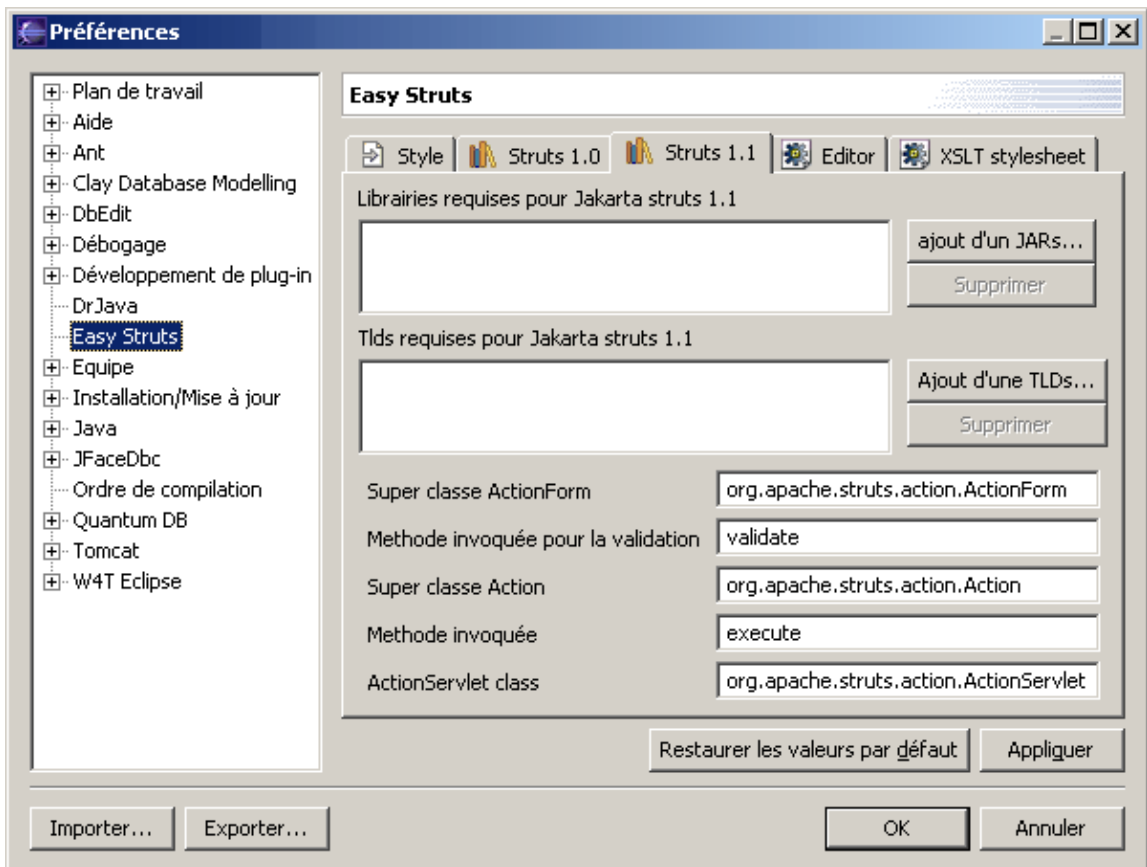 Préférences
Plan de travail
Aide
Ant
Clay Database Modelling
DbEdit
Débogage
Développement de plug-in
DrJava
Easy Struts
Equipe
Installation/Mise à jour
Java
JFaceDbc
Ordre de compilation
Quantum DB
Tomcat
W4T Eclipse
Easy Struts
Style Struts 1.0 Struts 1.1 Editor XSLT stylesheet
Librairies requises pour Jakarta struts 1.1
ajout d'un JARs...
Supprimer
Tlds requises pour Jakarta struts 1.1
Ajout d'une TLDs...
Supprimer
Super classe ActionForm org.apache.struts.action.ActionForm
Methode invoquée pour la validation validate
Super classe Action org.apache.struts.action.Action
Methode invoquée execute
ActionServlet class org.apache.struts.action.ActionServlet
Restaurer les valeurs par défaut Appliquer
Importer... Exporter... OK Annuler